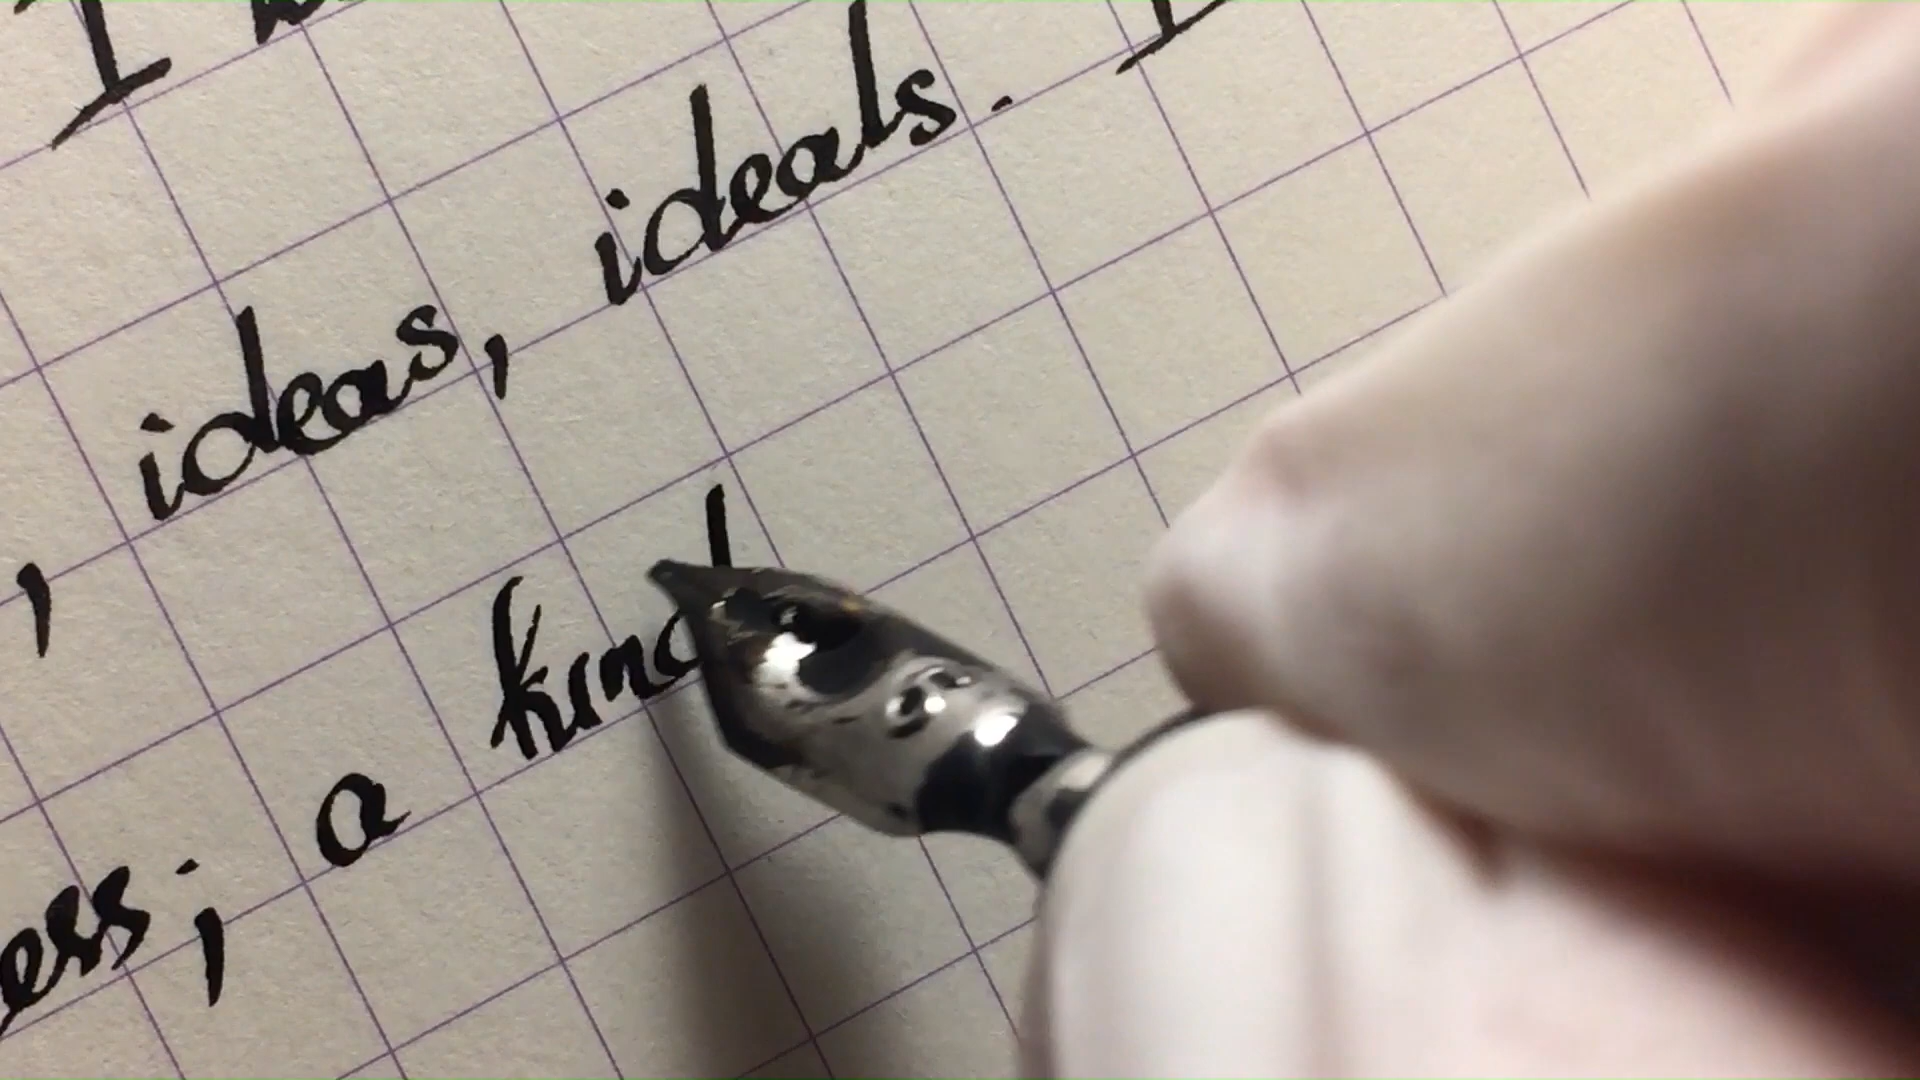 I
, ideas, ideals. I
ess; a kind